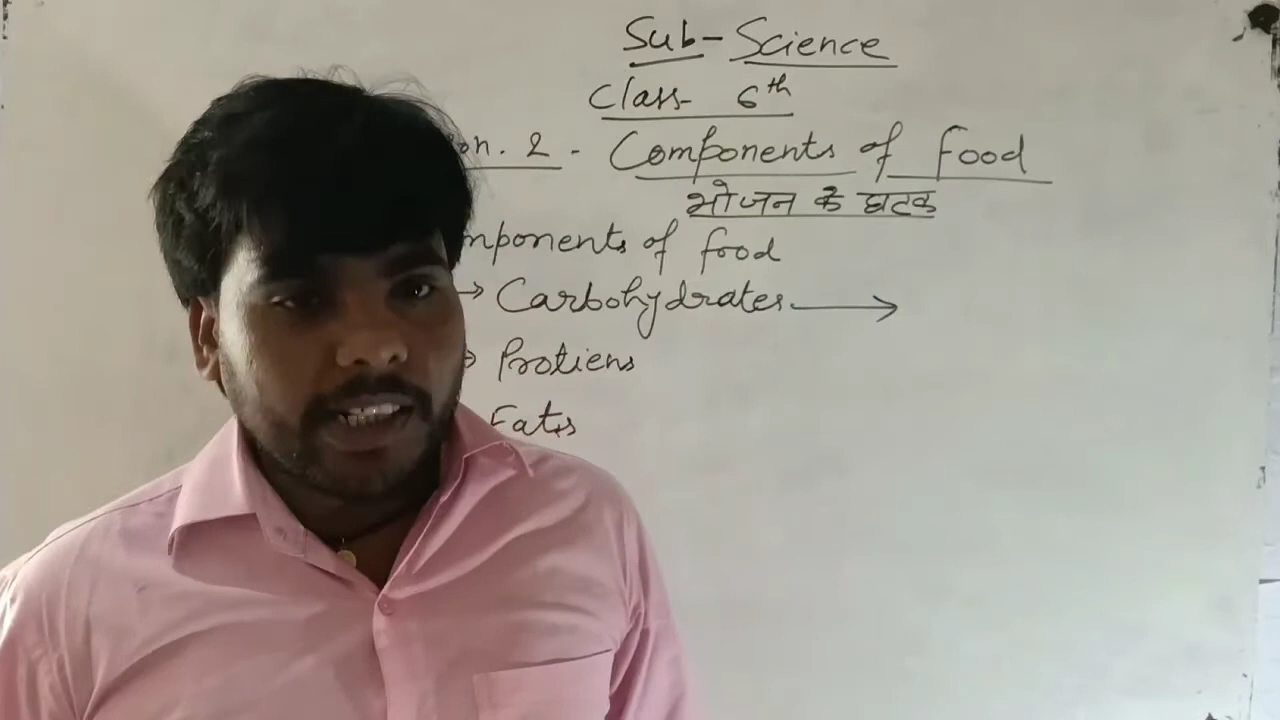 Sub- Science
Class- 6th
on. 2 - Components of food
भोजन के घटक
mponents of food
→ Carbohydrates →
→ Protiens
Fats